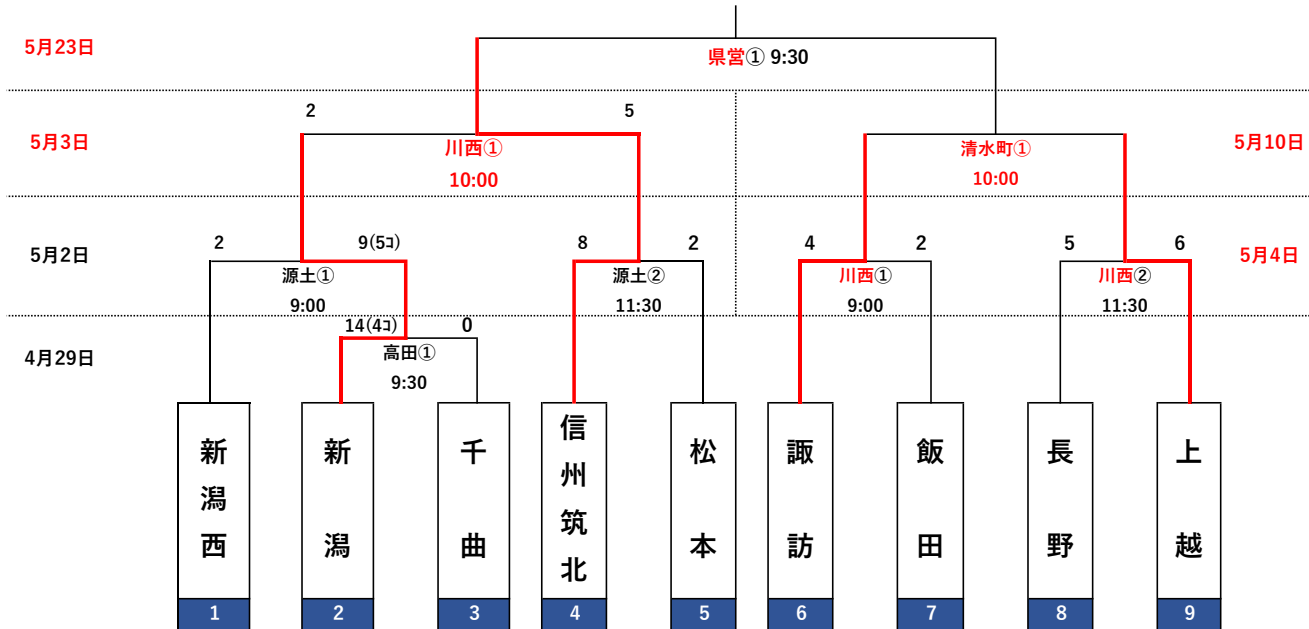 5月23日
県営① 9:30
2
5
5月3日
川西①
10:00
清水町①
10:00
5月10日
5月2日
2
9(5コ)
源土①
9:00
8
2
源土②
11:30
4
2
川西①
9:00
5
6
川西②
11:30
5月4日
4月29日
14(4コ)
0
高田①
9:30
新潟西
新潟
千曲
信州筑北
松本
諏訪
飯田
長野
上越
1
2
3
4
5
6
7
8
9